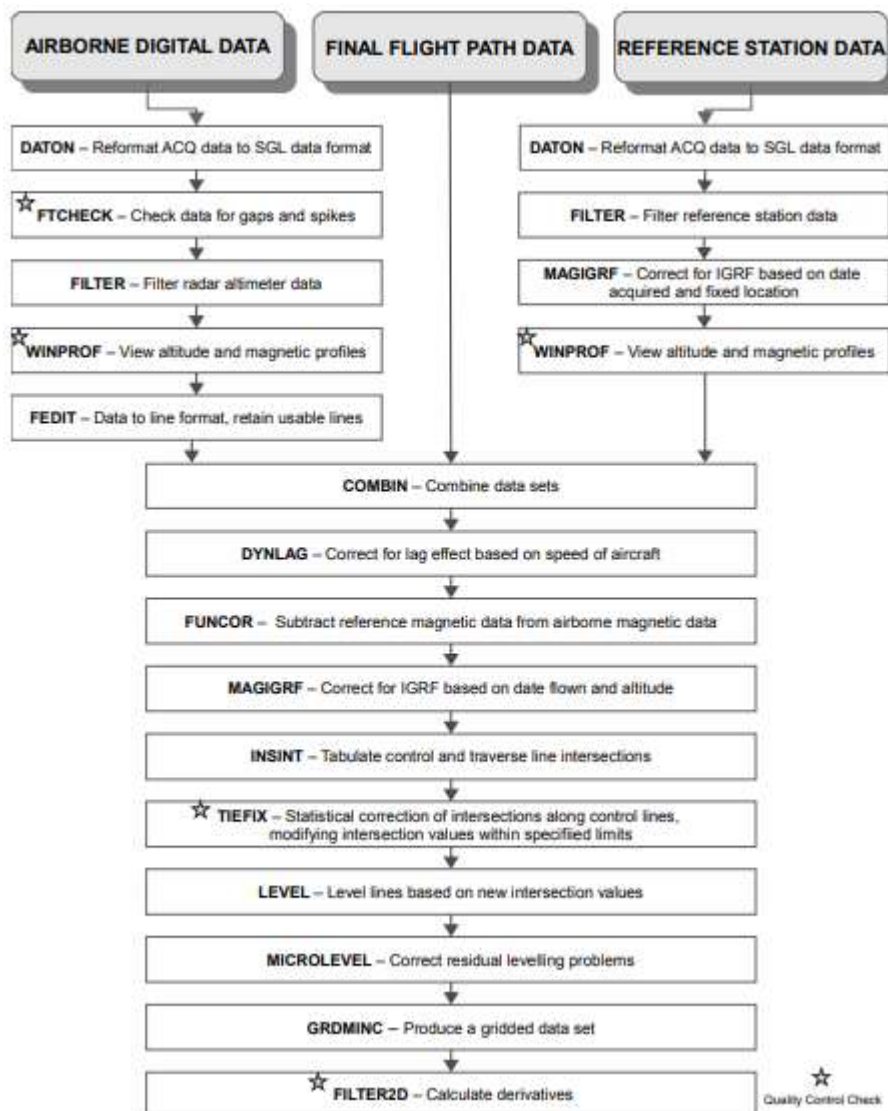 AIRBORNE DIGITAL DATA
FINAL FLIGHT PATH DATA
REFERENCE STATION DATA
DATON – Reformat ACQ data to SGL data format
FTCHECK – Check data for gaps and spikes
FILTER – Filter radar altimeter data
WINPROF – View altitude and magnetic profiles
FEDIT – Data to line format, retain usable lines
DATON – Reformat ACQ data to SGL data format
FILTER – Filter reference station data
MAGIGRF – Correct for IGRF based on date
acquired and fixed location
WINPROF – View altitude and magnetic profiles
COMBIN – Combine data sets
DYNLAG – Correct for lag effect based on speed of aircraft
FUNCOR – Subtract reference magnetic data from airborne magnetic data
MAGIGRF – Correct for IGRF based on date flown and altitude
INSINT – Tabulate control and traverse line intersections
TIEFIX – Statistical correction of intersections along control lines,
modifying intersection values within specifiied limits
LEVEL – Level lines based on new intersection values
MICROLEVEL – Correct residual levelling problems
GRDMINC – Produce a gridded data set
FILTER2D – Calculate derivatives
Quality Control Check